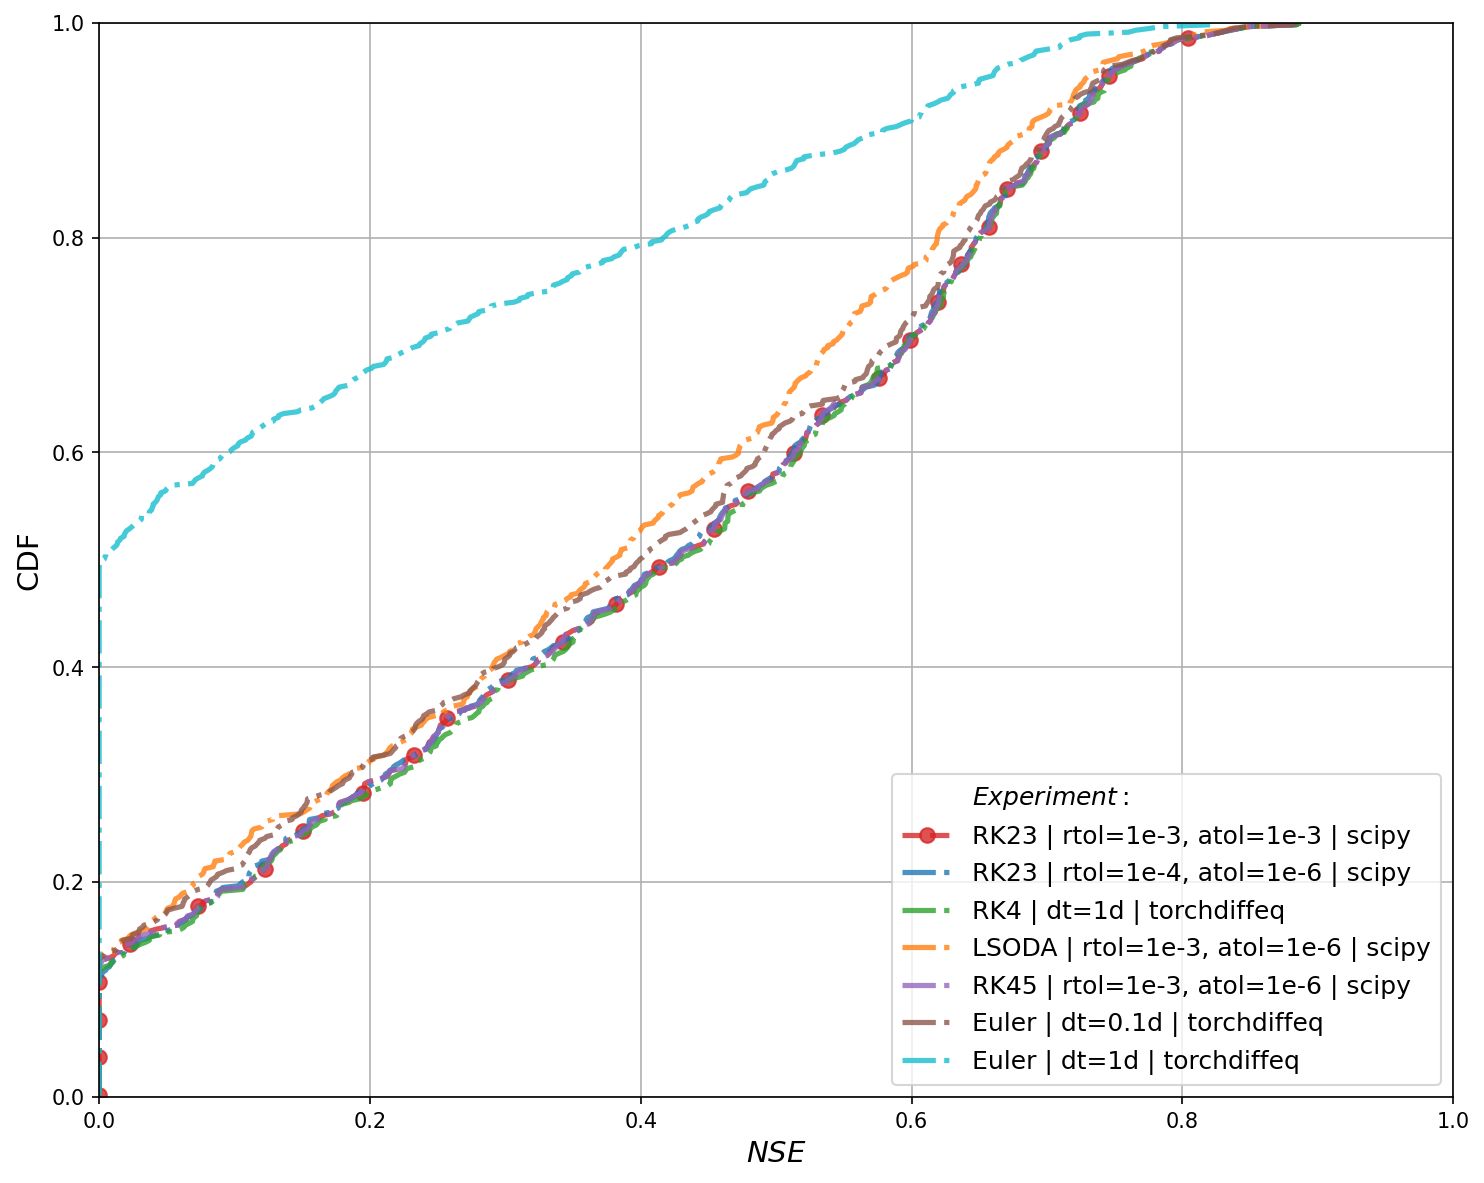 1.0
0.8
0.6
0.4
0.2
0.0
CDF
0.0 0.2 0.4 0.6 0.8 1.0
NSE
Experiment:
RK23 | rtol=1e-3, atol=1e-3 | scipy
RK23 | rtol=1e-4, atol=1e-6 | scipy
RK4 | dt=1d | torchdiffeq
LSODA | rtol=1e-3, atol=1e-6 | scipy
RK45 | rtol=1e-3, atol=1e-6 | scipy
Euler | dt=0.1d | torchdiffeq
Euler | dt=1d | torchdiffeq